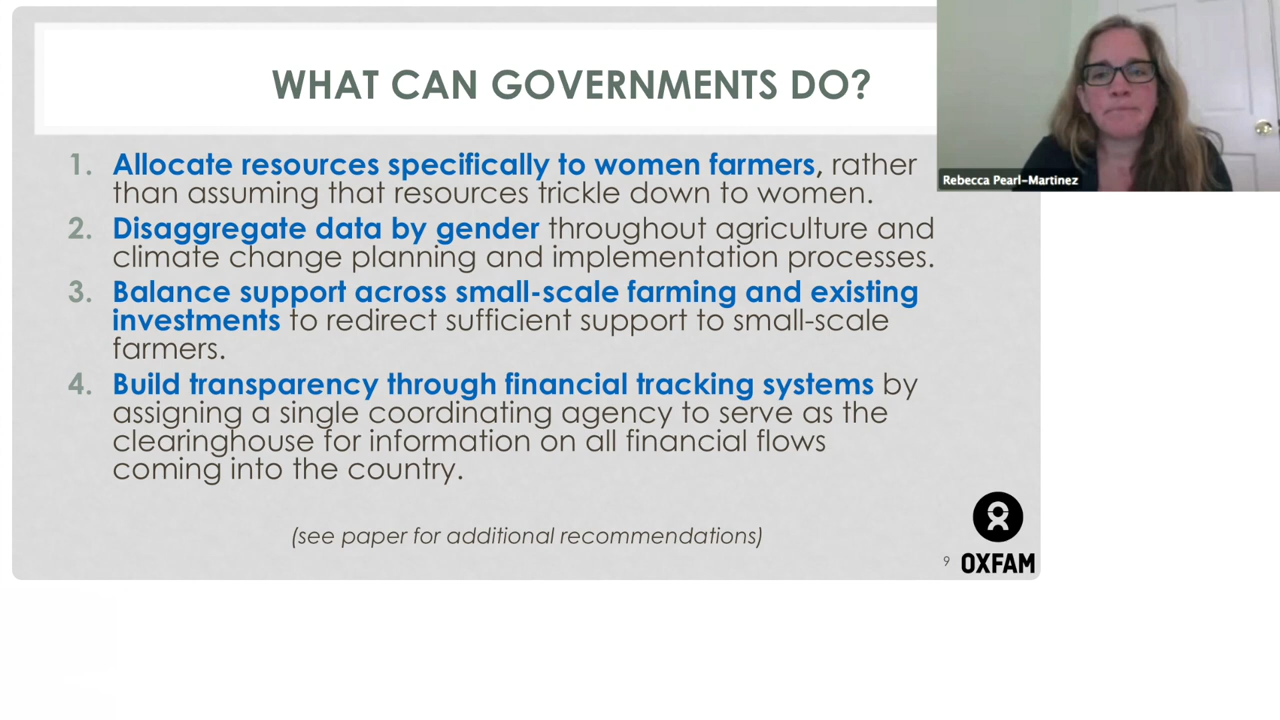 WHAT CAN GOVERNMENTS DO?
Rebecca Pearl-Martinez
1. Allocate resources specifically to women farmers, rather
than assuming that resources trickle down to women.
2. Disaggregate data by gender throughout agriculture and
climate change planning and implementation processes.
3. Balance support across small-scale farming and existing
investments to redirect sufficient support to small-scale
farmers.
4. Build transparency through financial tracking systems by
assigning a single coordinating agency to serve as the
clearinghouse for information on all financial flows
coming into the country.
(see paper for additional recommendations)
9
OXFAM